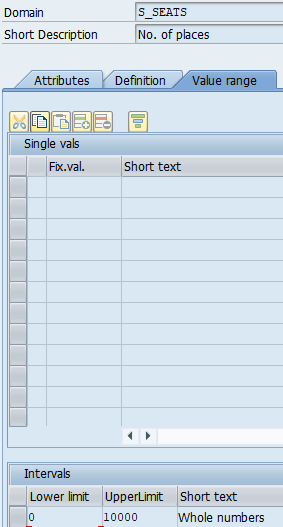 Domain S_SEATS
Short Description No. of places
Attributes Definition Value range
Single vals
Fix.val. Short text
Intervals
Lower limit UpperLimit Short text
0 10000 Whole numbers